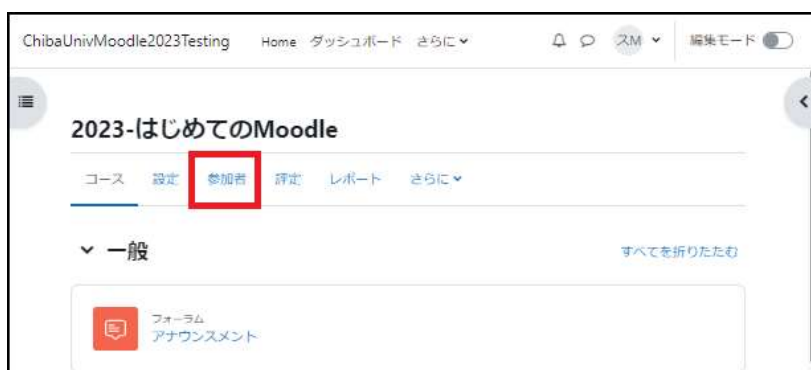 ChibaUnivMoodle2023Testing Home ダッシュボード さらに スM 編集モード
2023-はじめてのMoodle
コース 設定 参加者 評定 レポート さらに
一般 すべてを折りたたむ
フォーラム
アナウンスメント